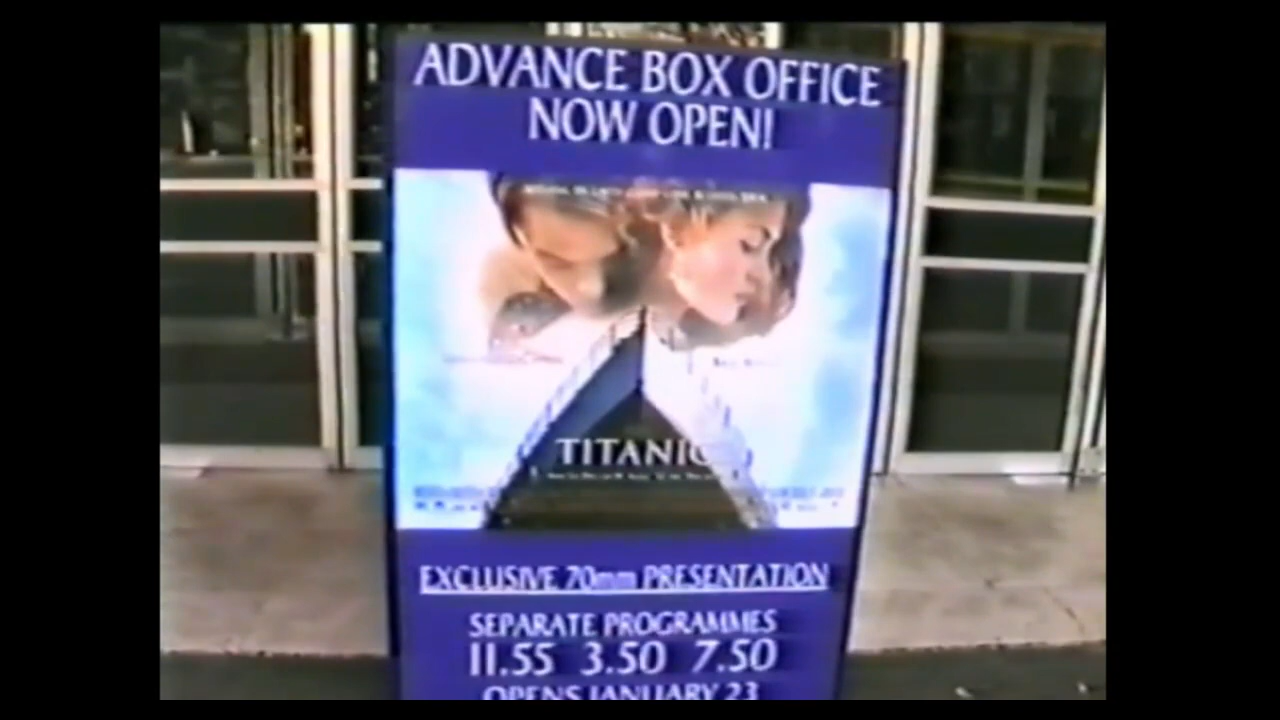 ADVANCE BOX OFFICE
NOW OPEN!
TITANIC
EXCLUSIVE 70mm PRESENTATION
SEPARATE PROGRAMMES
11.55 3.50 7.50
OPENS JANUARY 23